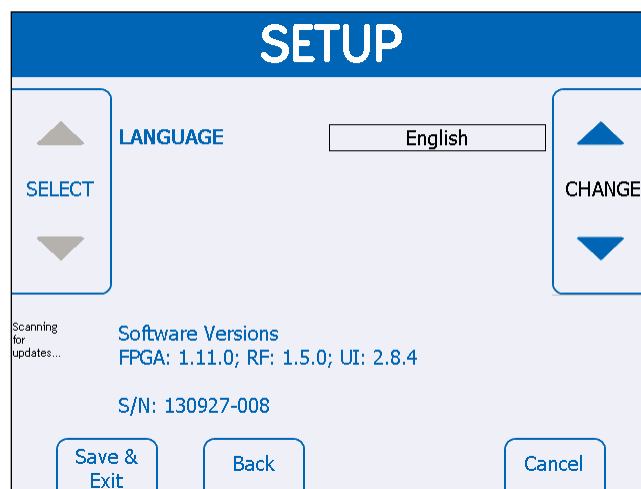 SETUP
LANGUAGE
English
SELECT
CHANGE
Scanning
for
updates...
Software Versions
FPGA: 1.11.0; RF: 1.5.0; UI: 2.8.4
S/N: 130927-008
Save &
Exit
Back
Cancel